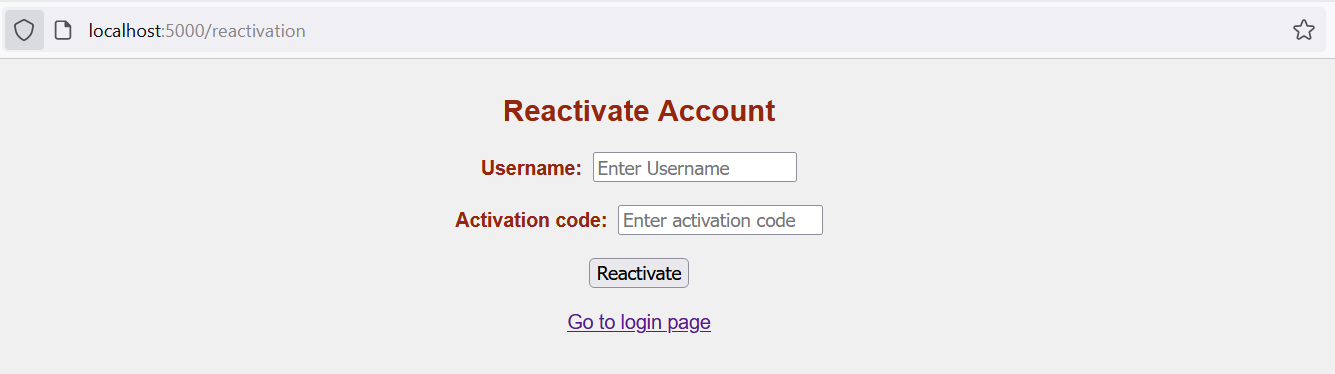 localhost:5000/reactivation
Reactivate Account
Username: Enter Username
Activation code: Enter activation code
Reactivate
Go to login page